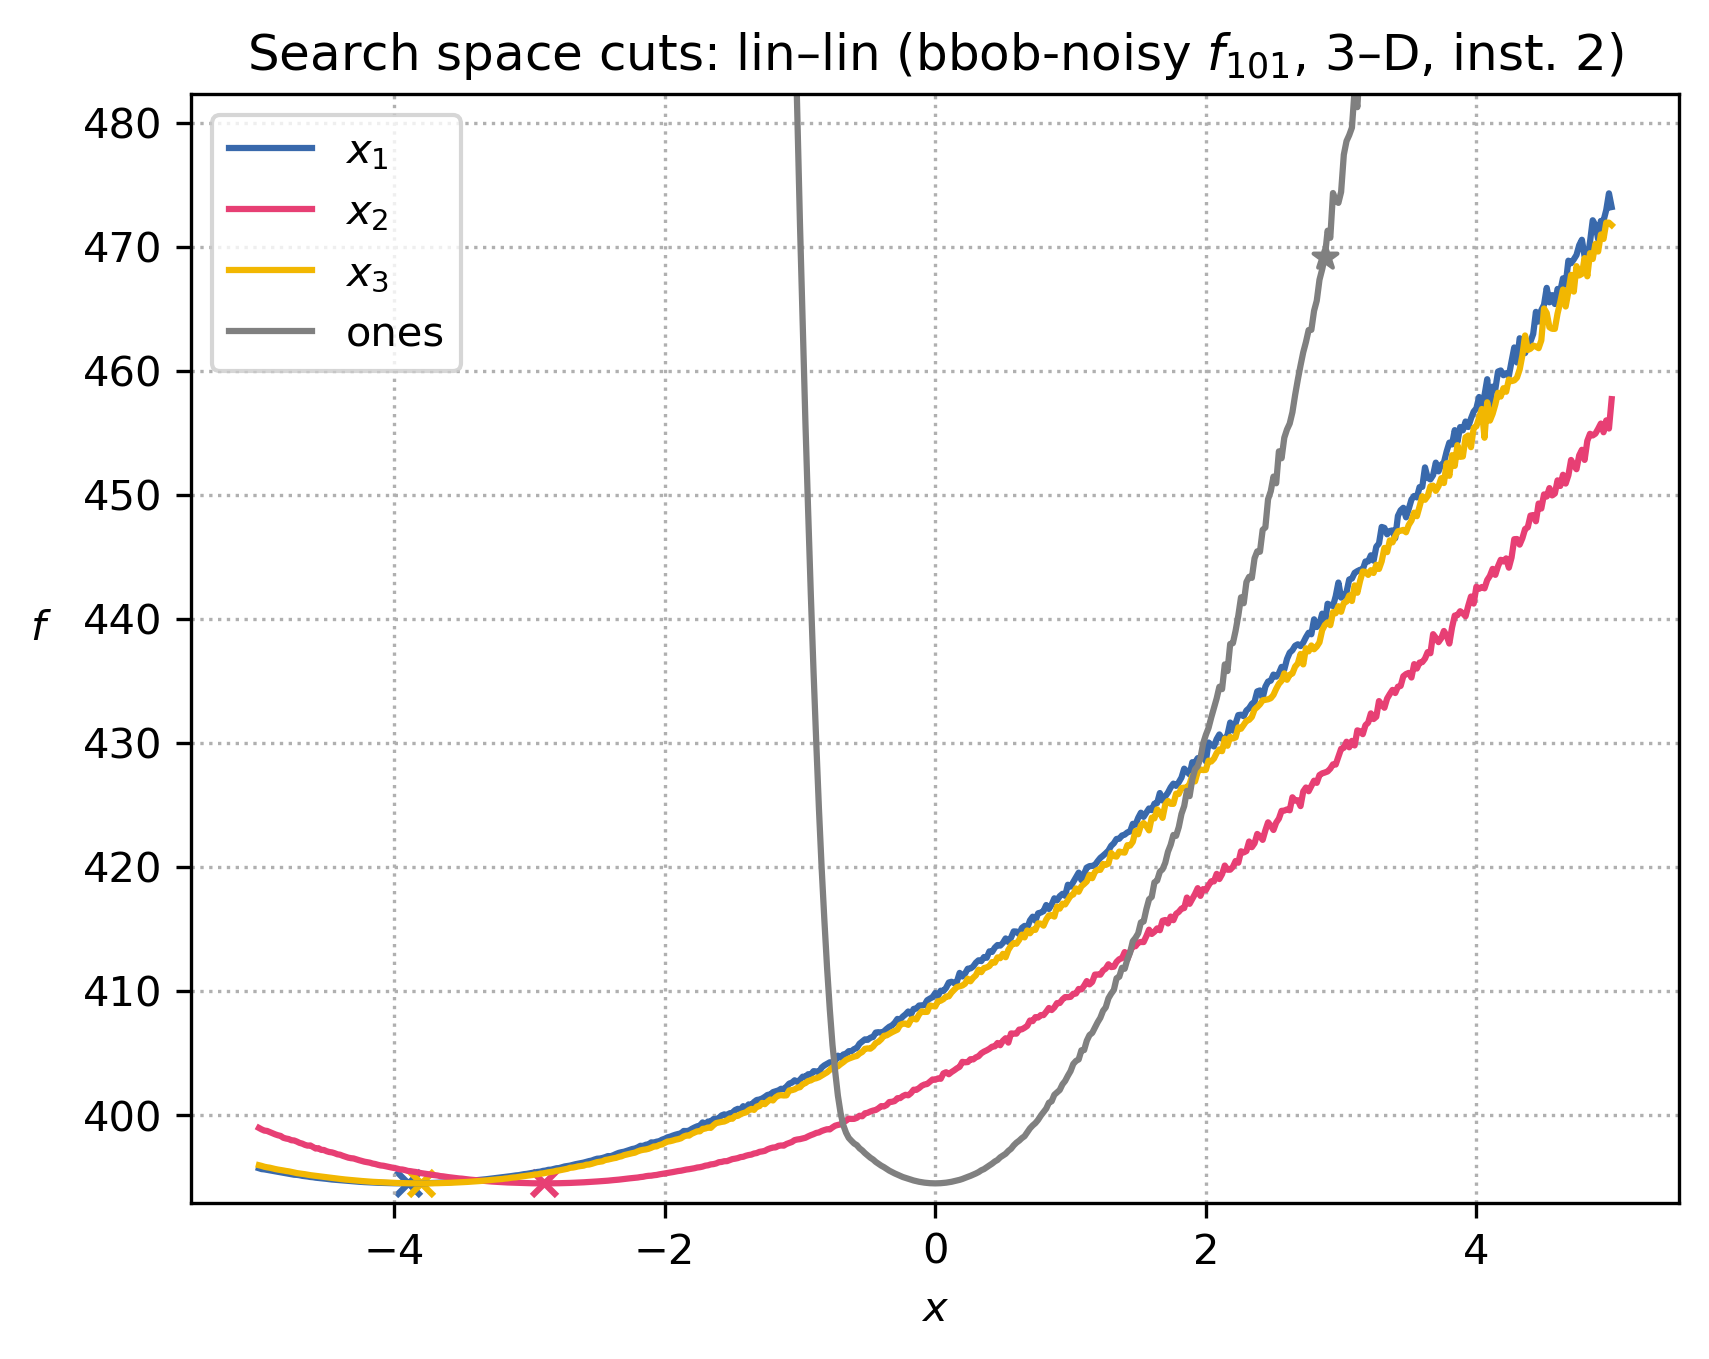 Search space cuts: lin–lin (bbob-noisy f₁₀₁, 3–D, inst. 2)
x₁
x₂
x₃
ones
480
470
460
450
440
430
420
410
400
f
−4
−2
0
2
4
x